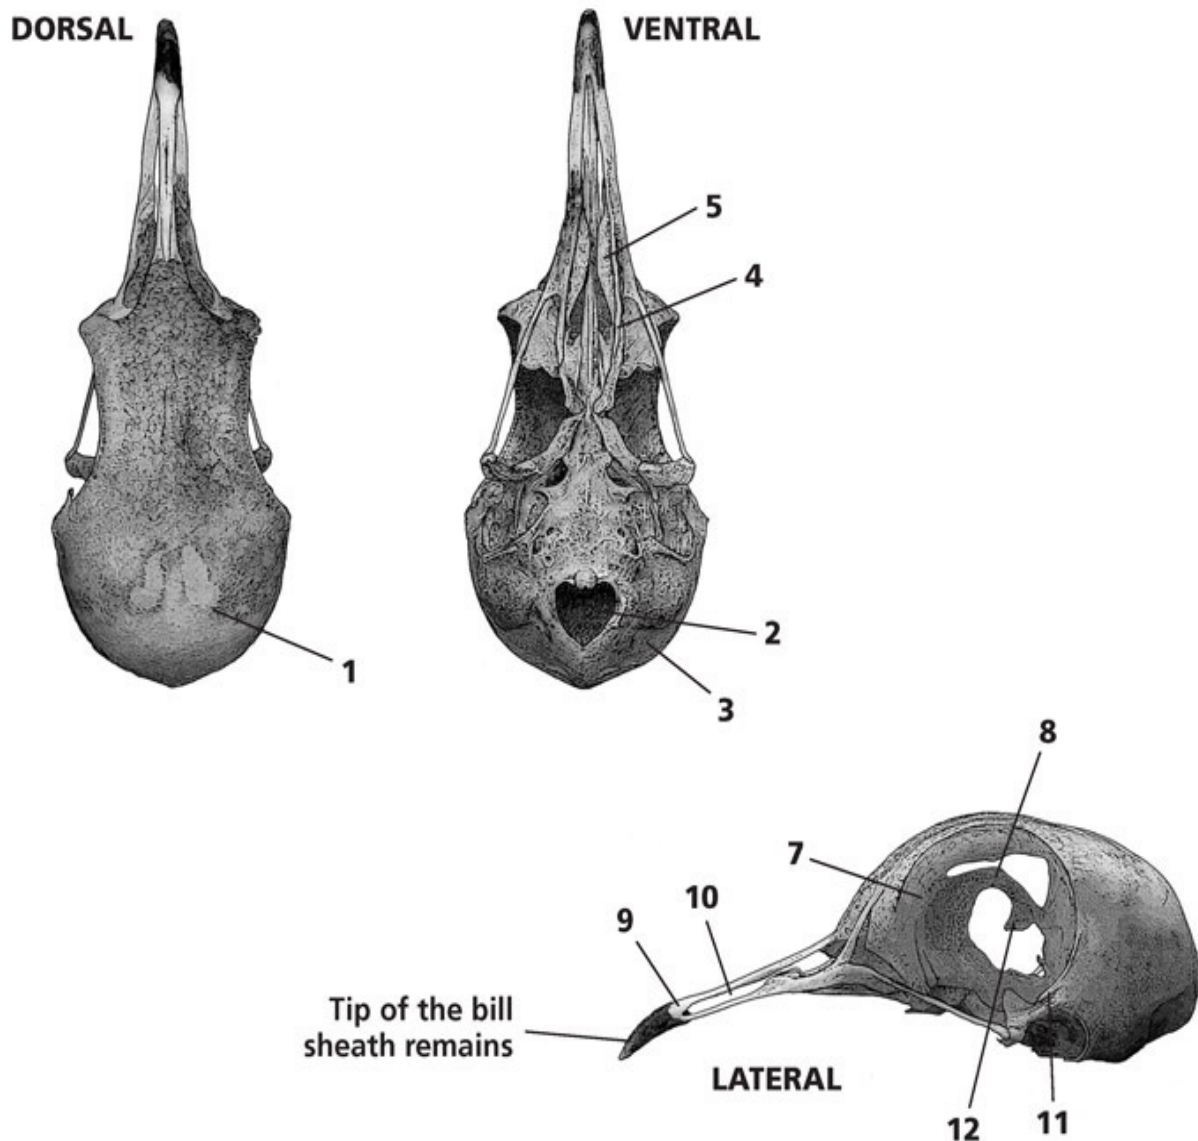 DORSAL
VENTRAL
5
4
2
1
3
8
7
10
9
Tip of the bill
sheath remains
LATERAL
12
11